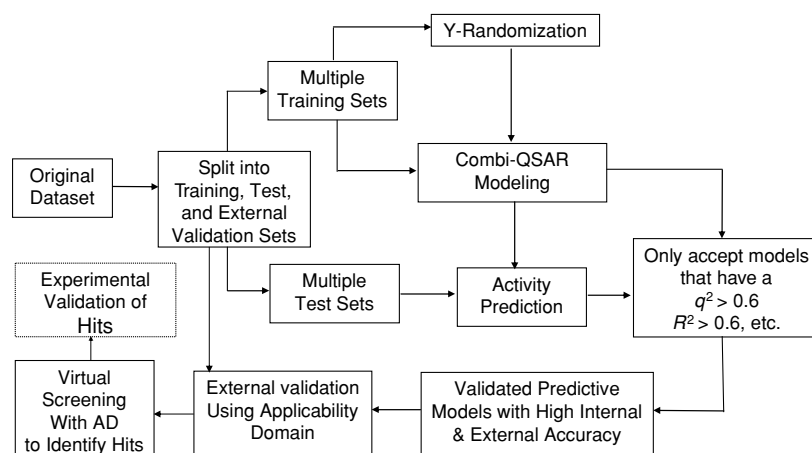 Y-Randomization
Multiple
Training Sets
Original
Dataset
Split into
Training, Test,
and External
Validation Sets
Combi-QSAR
Modeling
Experimental
Validation of
Hits
Multiple
Test Sets
Activity
Prediction
Only accept models
that have a
q² > 0.6
R² > 0.6, etc.
Virtual
Screening
With AD
to Identify Hits
External validation
Using Applicability
Domain
Validated Predictive
Models with High Internal
& External Accuracy